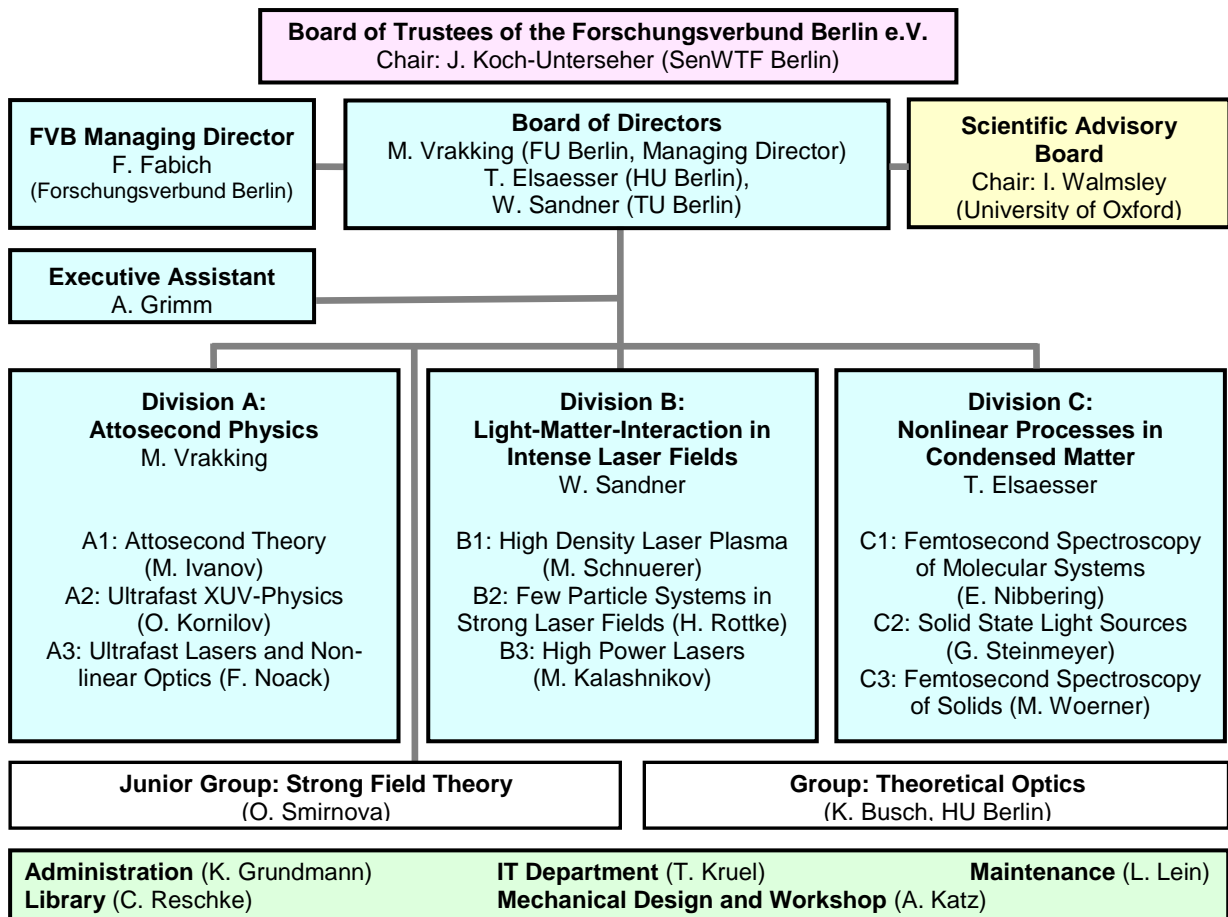 Board of Trustees of the Forschungsverbund Berlin e.V.
Chair: J. Koch-Unterseher (SenWTF Berlin)
FVB Managing Director
F. Fabich
(Forschungsverbund Berlin)
Board of Directors
M. Vrakking (FU Berlin, Managing Director)
T. Elsaesser (HU Berlin),
W. Sandner (TU Berlin)
Scientific Advisory
Board
Chair: I. Walmsley
(University of Oxford)
Executive Assistant
A. Grimm
Division A:
Attosecond Physics
M. Vrakking
A1: Attosecond Theory
(M. Ivanov)
A2: Ultrafast XUV-Physics
(O. Kornilov)
A3: Ultrafast Lasers and Non-
linear Optics (F. Noack)
Division B:
Light-Matter-Interaction in
Intense Laser Fields
W. Sandner
B1: High Density Laser Plasma
(M. Schnuerer)
B2: Few Particle Systems in
Strong Laser Fields (H. Rottke)
B3: High Power Lasers
(M. Kalashnikov)
Division C:
Nonlinear Processes in
Condensed Matter
T. Elsaesser
C1: Femtosecond Spectroscopy
of Molecular Systems
(E. Nibbering)
C2: Solid State Light Sources
(G. Steinmeyer)
C3: Femtosecond Spectroscopy
of Solids (M. Woerner)
Junior Group: Strong Field Theory
(O. Smirnova)
Group: Theoretical Optics
(K. Busch, HU Berlin)
Administration (K. Grundmann) IT Department (T. Kruel) Maintenance (L. Lein)
Library (C. Reschke) Mechanical Design and Workshop (A. Katz)